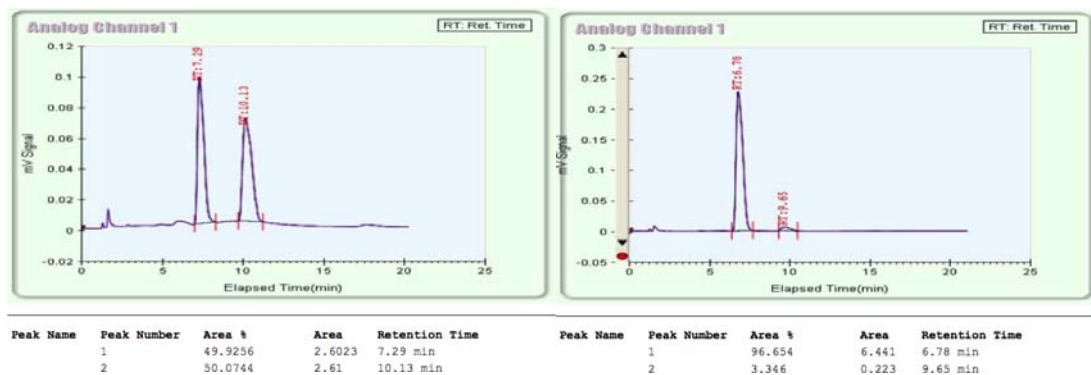 Analog Channel 1
RT: Ret. Time
0.12
0.1
0.08
0.06
0.04
0.02
0
-0.02
mV Signal
RT:7.29
RT:10.13
0
5
10
15
20
25
Elapsed Time(min)
Analog Channel 1
RT: Ret. Time
0.3
0.25
0.2
0.15
0.1
0.05
0
-0.05
mV Signal
RT:6.78
RT:9.65
0
5
10
15
20
25
Elapsed Time(min)
Peak Name Peak Number Area % Area Retention Time
1 49.9256 2.6023 7.29 min
2 50.0744 2.61 10.13 min
Peak Name Peak Number Area % Area Retention Time
1 96.654 6.441 6.78 min
2 3.346 0.223 9.65 min